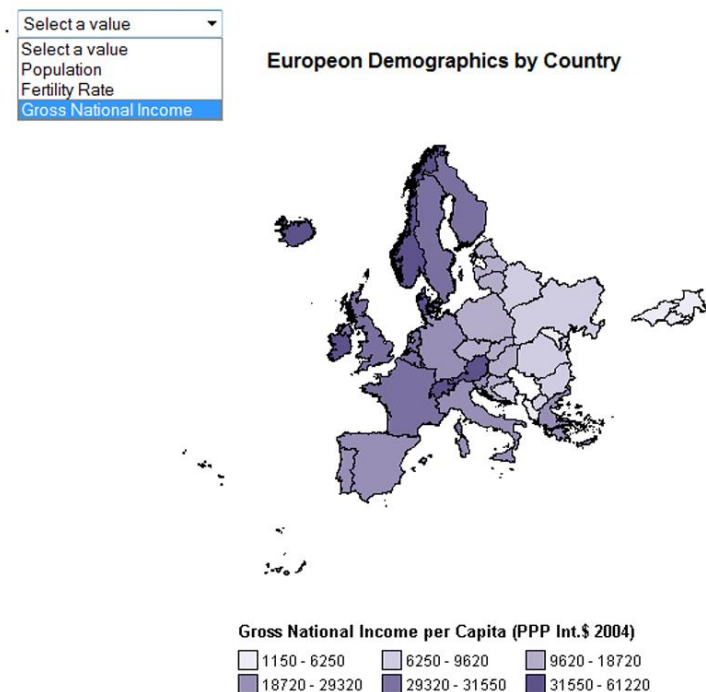 Select a value
Select a value
Population
Fertility Rate
Gross National Income
Europeon Demographics by Country
Gross National Income per Capita (PPP Int.$ 2004)
1150 - 6250 6250 - 9620 9620 - 18720
18720 - 29320 29320 - 31550 31550 - 61220